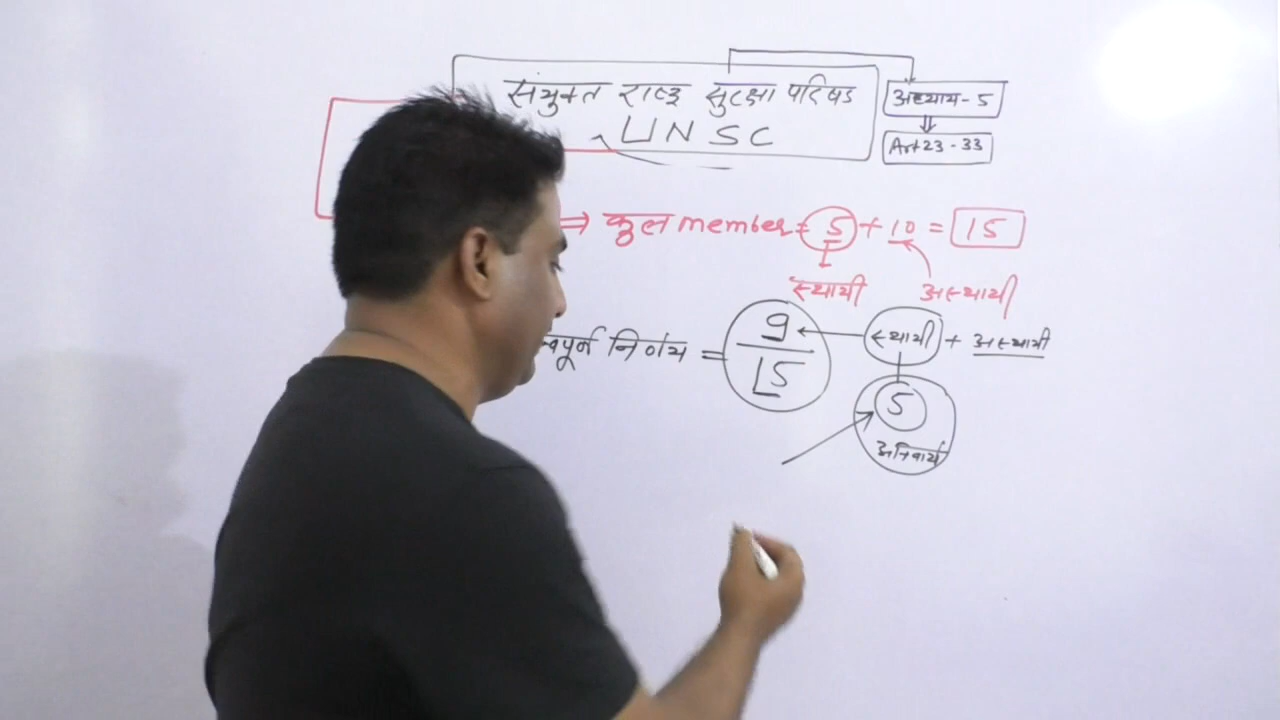 संयुक्त राष्ट्र सुरक्षा परिषद
अध्याय - 5
UNSC
Art 23 - 33
⇒ कुल member = 5 + 10 = 15
स्थायी अस्थायी
त्वपूर्ण निर्णय = 9/15 स्थायी + अस्थायी
5
अनिवार्य